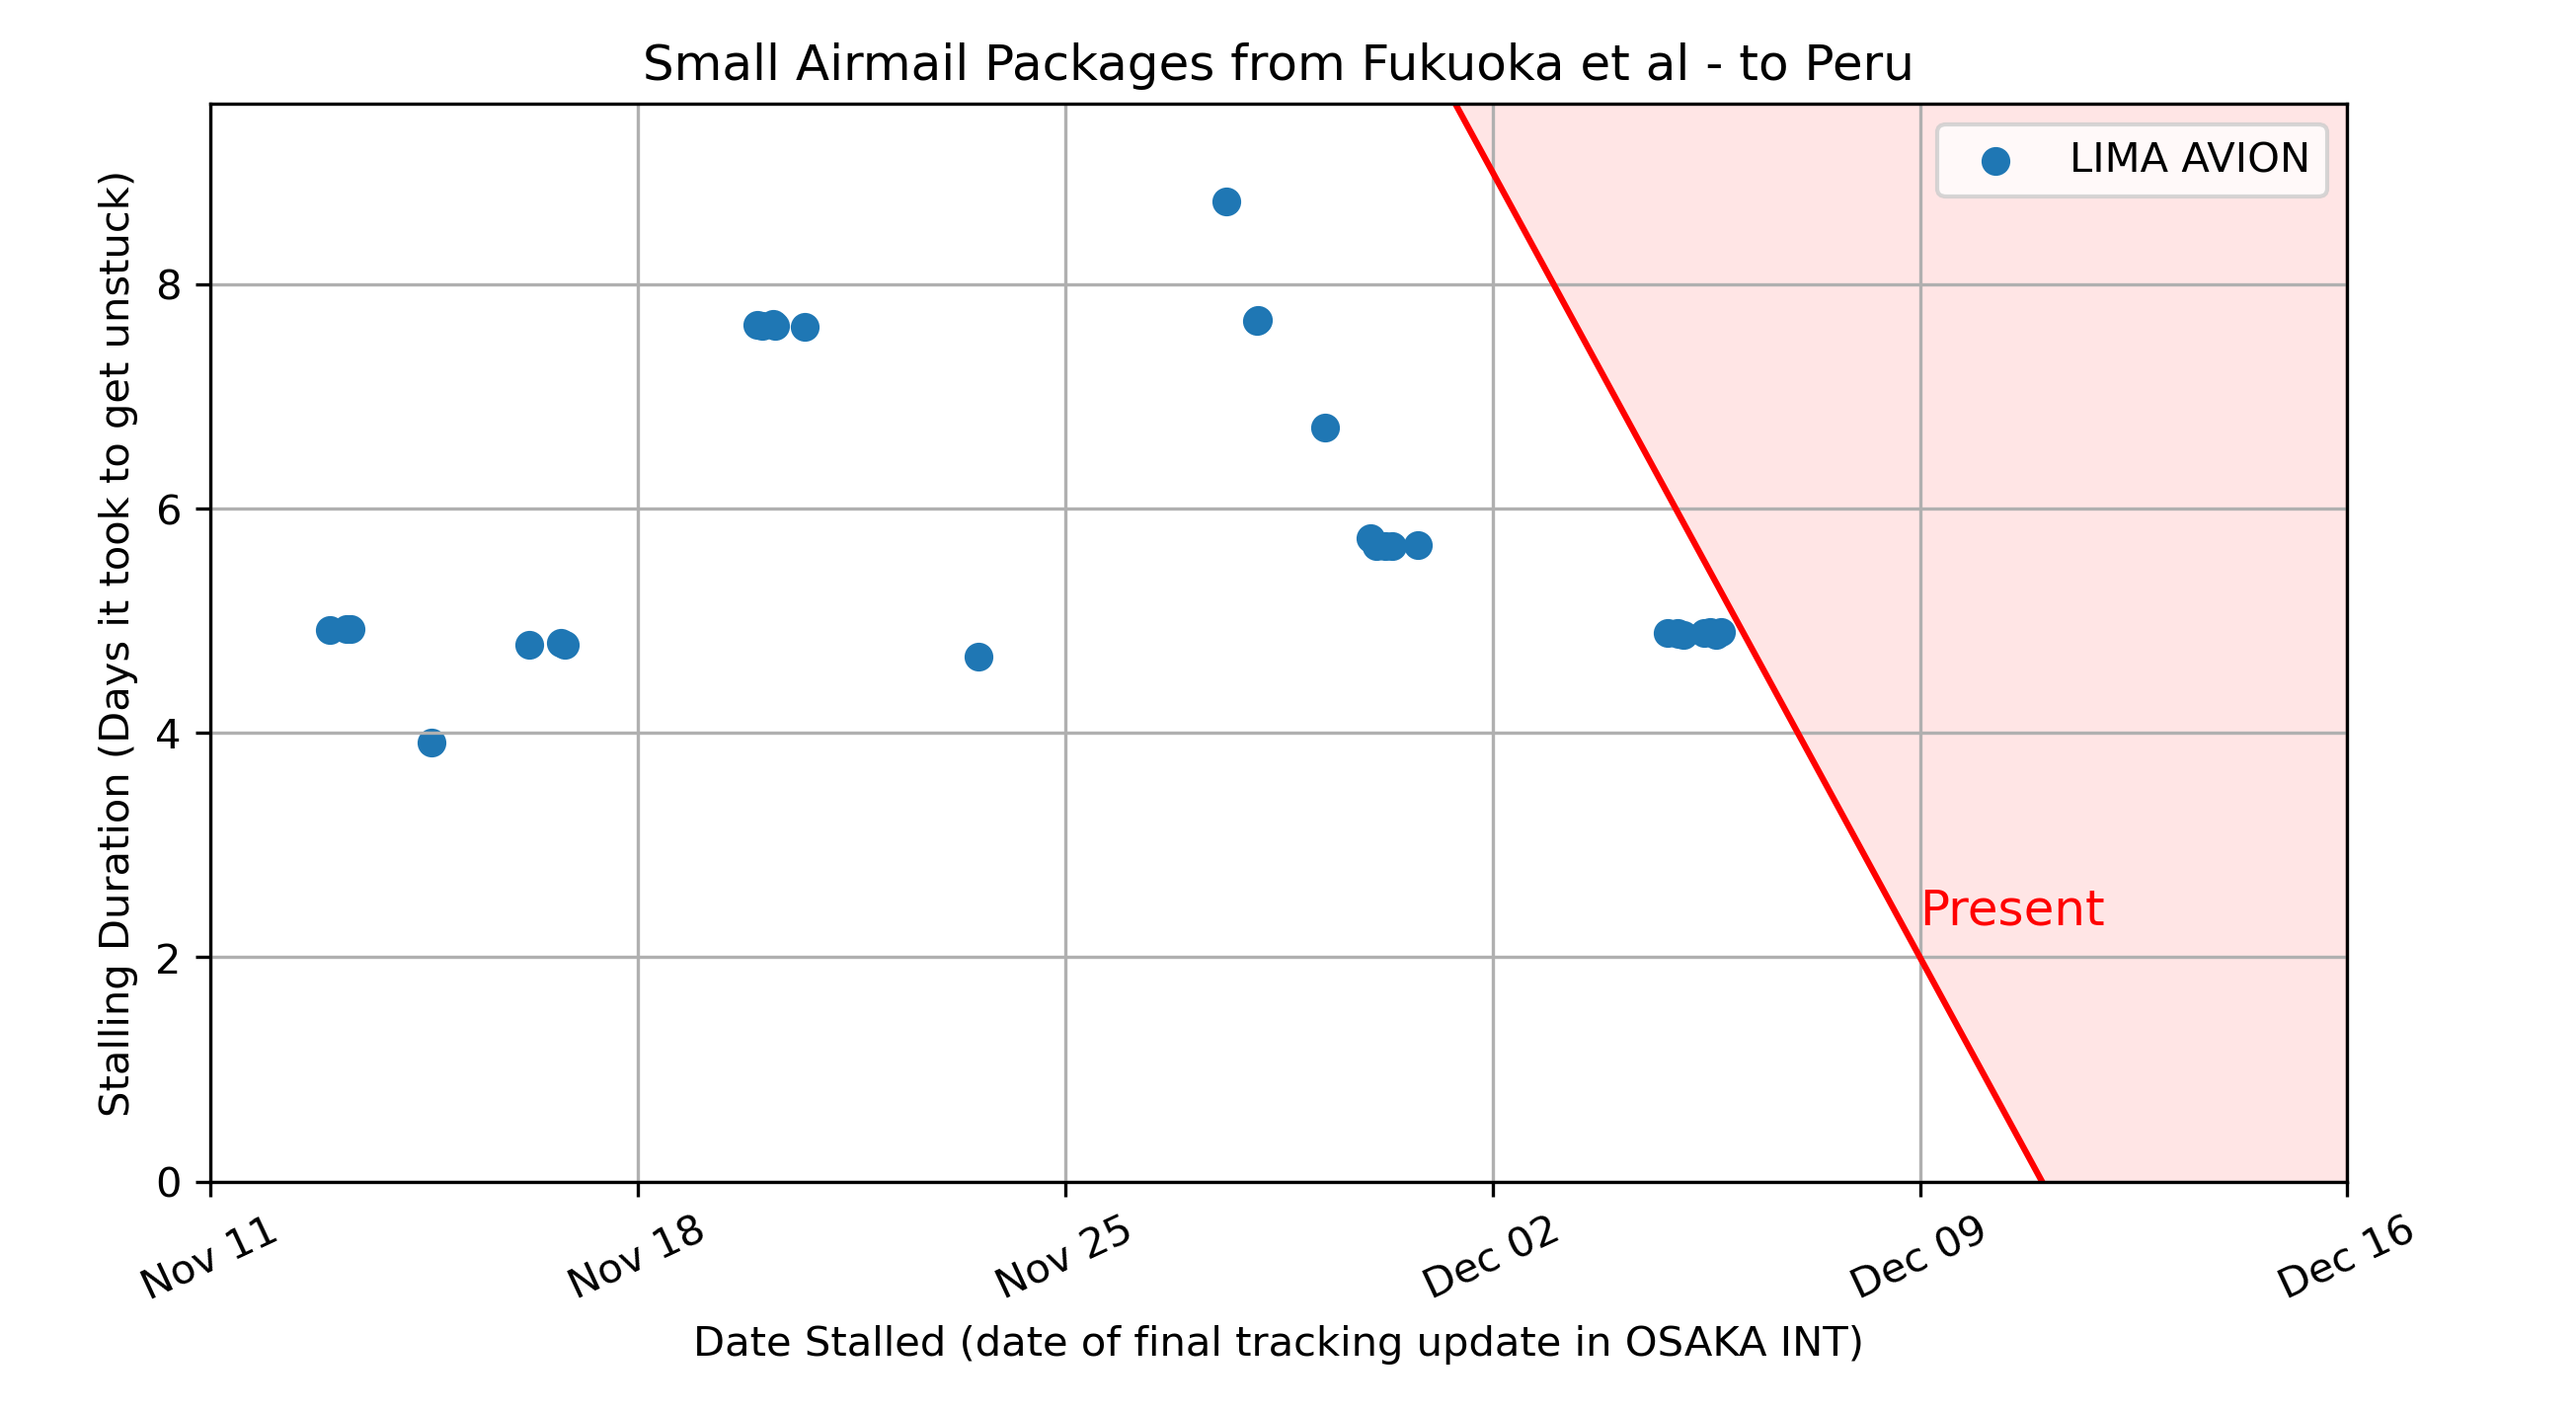 Small Airmail Packages from Fukuoka et al - to Peru
LIMA AVION
Stalling Duration (Days it took to get unstuck)
8
6
4
2
0
Present
Nov 11
Nov 18
Nov 25
Dec 02
Dec 09
Dec 16
Date Stalled (date of final tracking update in OSAKA INT)